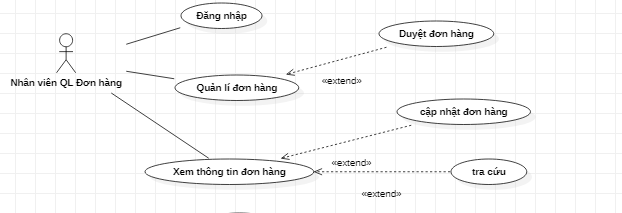 Đăng nhập
Duyệt đơn hàng
Nhân viên QL Đơn hàng
Quản lí đơn hàng
«extend»
cập nhật đơn hàng
Xem thông tin đơn hàng
«extend»
tra cứu
«extend»